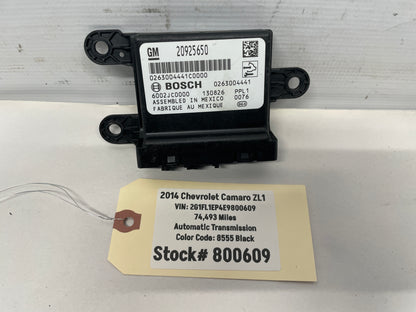 GM 20925650
0263004441C0000
BOSCH 0263004441
6002JC0000 130826 PPL1
ASSEMBLED IN MEXICO 0076
FABRIQUE AU MEXIQUE
2014 Chevrolet Camaro ZL1
VIN: 2G1FL1EP4E9800609
74,493 Miles
Automatic Transmission
Color Code: 8555 Black
Stock# 800609